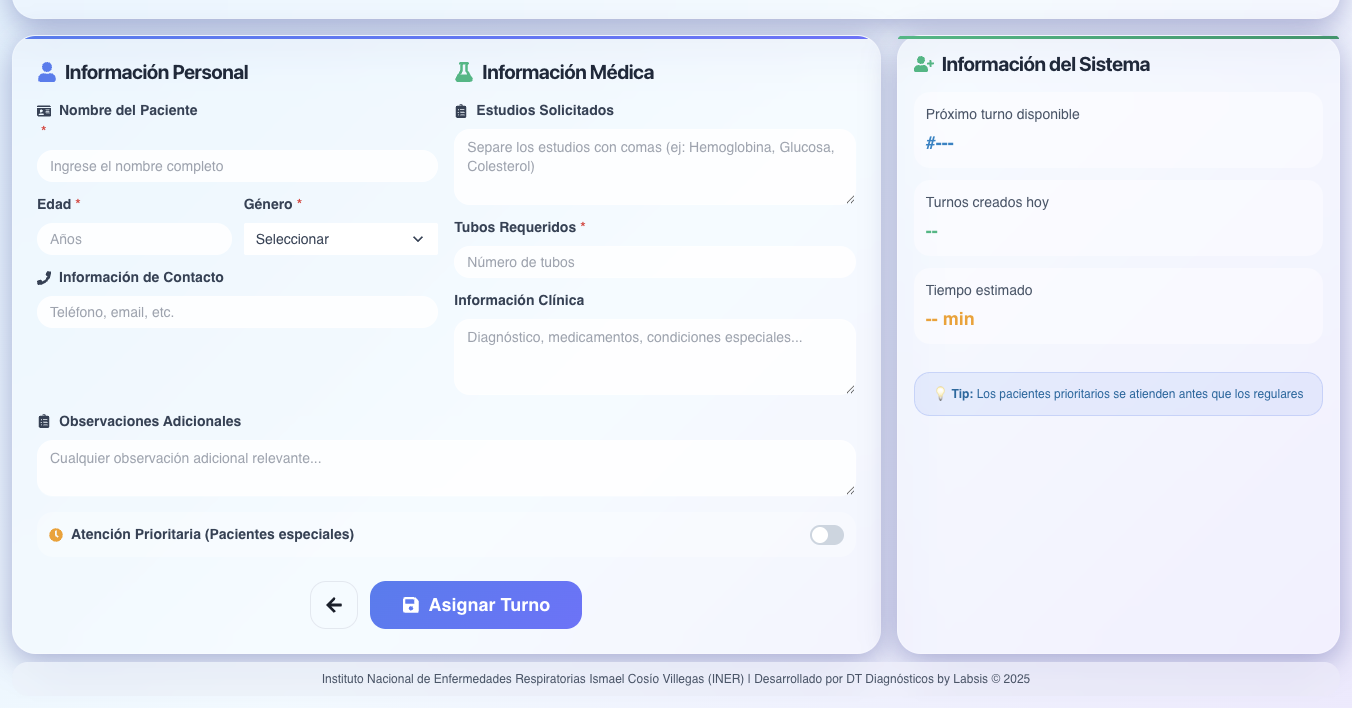 Información Personal
Nombre del Paciente
*
Ingrese el nombre completo
Edad *
Género *
Años
Seleccionar
Información de Contacto
Teléfono, email, etc.
Información Médica
Estudios Solicitados
Separe los estudios con comas (ej: Hemoglobina, Glucosa,
Colesterol)
Tubos Requeridos *
Número de tubos
Información Clínica
Diagnóstico, medicamentos, condiciones especiales...
Observaciones Adicionales
Cualquier observación adicional relevante...
Atención Prioritaria (Pacientes especiales)
Asignar Turno
Información del Sistema
Próximo turno disponible
#---
Turnos creados hoy
--
Tiempo estimado
-- min
Tip: Los pacientes prioritarios se atienden antes que los regulares
Instituto Nacional de Enfermedades Respiratorias Ismael Cosío Villegas (INER) | Desarrollado por DT Diagnósticos by Labsis © 2025